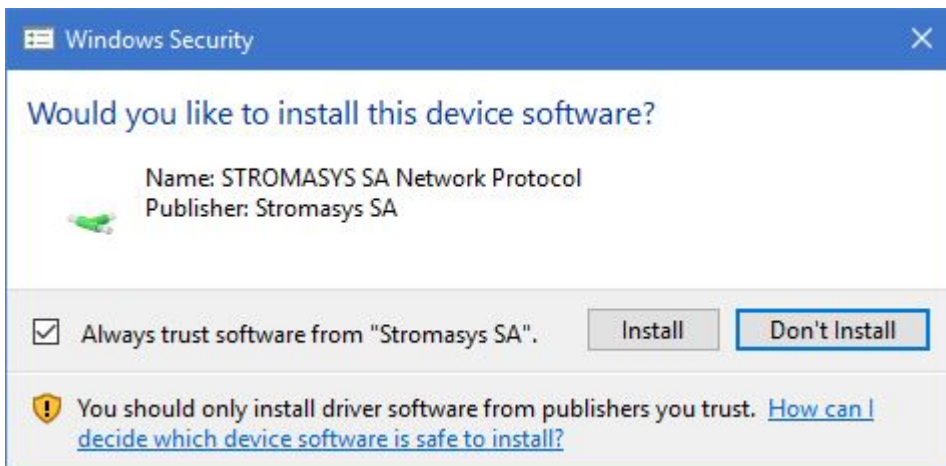 Windows Security
Would you like to install this device software?
Name: STROMASYS SA Network Protocol
Publisher: Stromasys SA
Always trust software from "Stromasys SA".
Install
Don't Install
You should only install driver software from publishers you trust. How can I
decide which device software is safe to install?